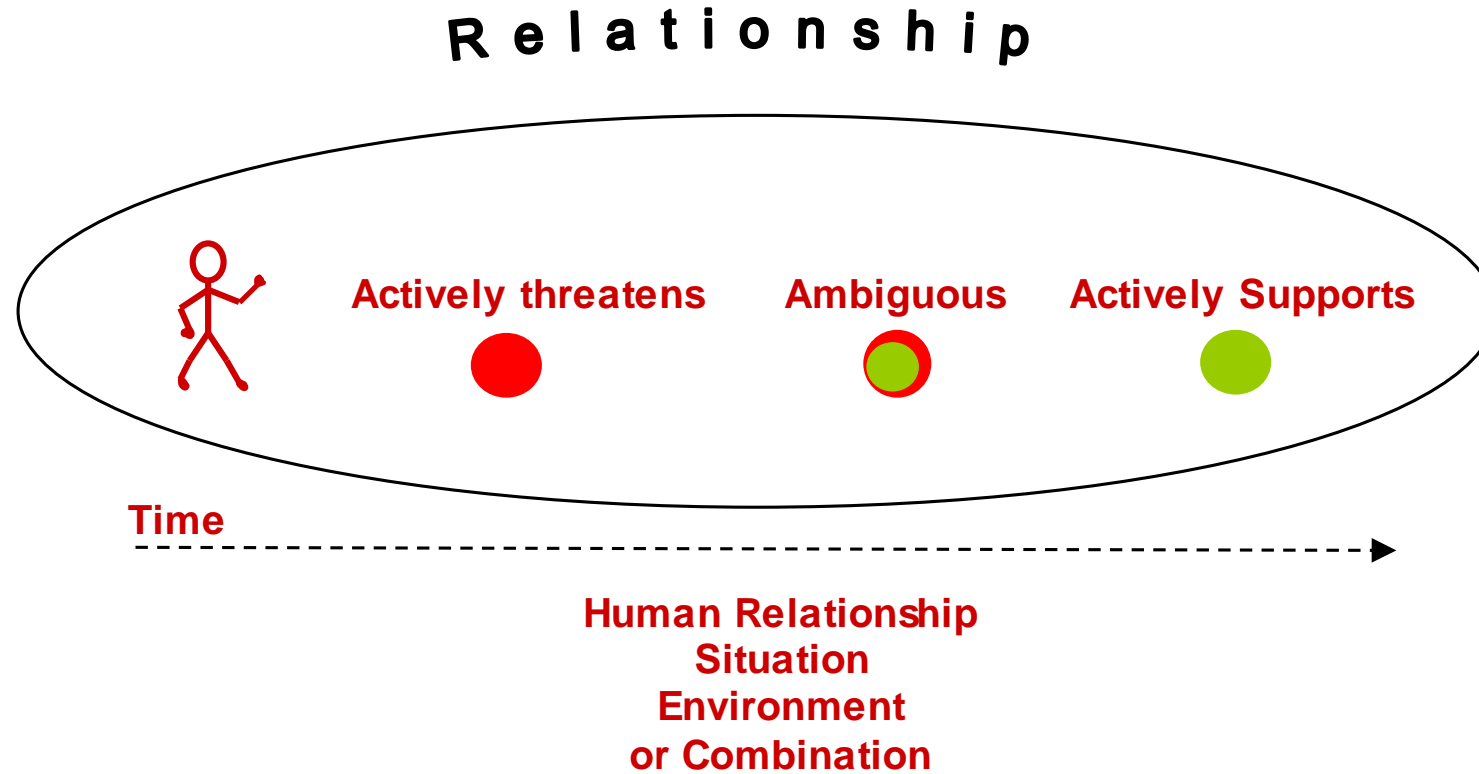 Relationship
Actively threatens Ambiguous Actively Supports
Time
Human Relationship
Situation
Environment
or Combination